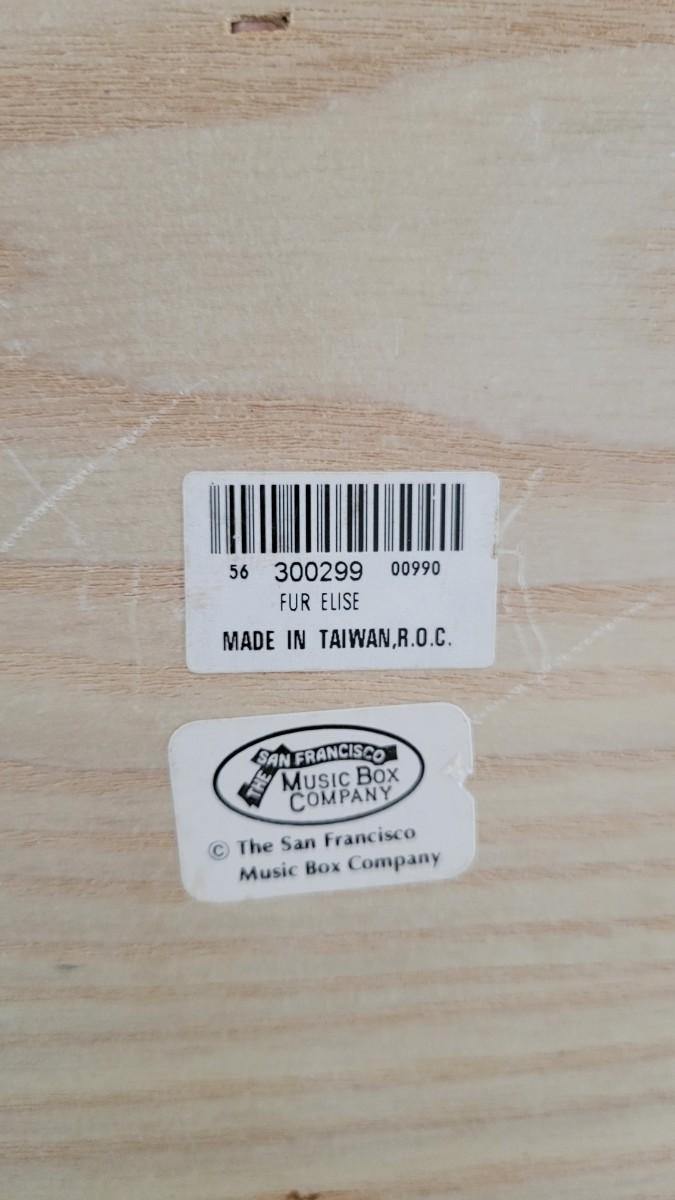 56 300299 00990
FUR ELISE
MADE IN TAIWAN,R.O.C.
THE SAN FRANCISCO
MUSIC BOX
COMPANY
© The San Francisco
Music Box Company